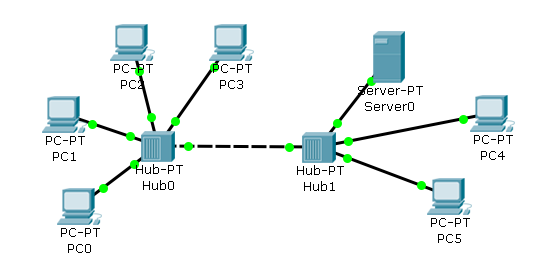 PC-PT
PC2
PC-PT
PC3
Server-PT
Server0
PC-PT
PC1
PC-PT
PC4
Hub-PT
Hub0
Hub-PT
Hub1
PC-PT
PC0
PC-PT
PC5